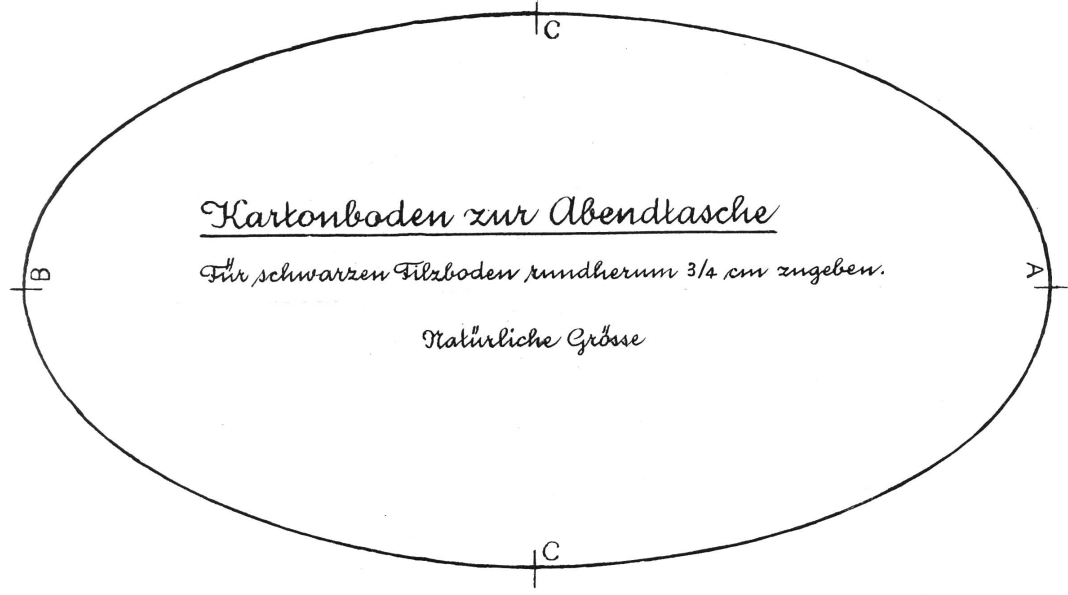 C
Kartonboden zur Abendtasche
B
A
Für schwarzen Filzboden rundherum 3/4 cm zugeben.
Natürliche Grösse
C